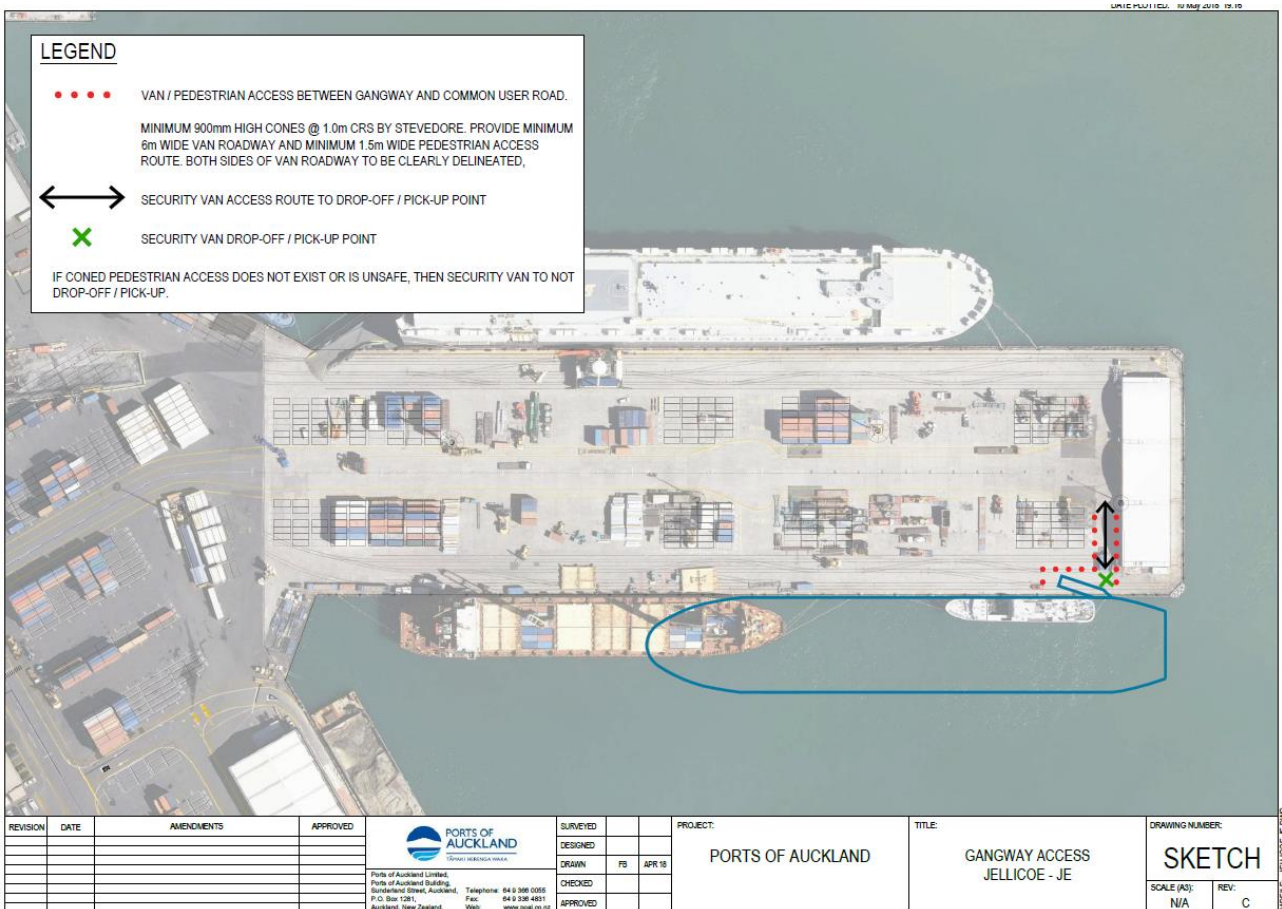 DATE PLOTTED: 10 May 2018 19:16
LEGEND
VAN / PEDESTRIAN ACCESS BETWEEN GANGWAY AND COMMON USER ROAD.
MINIMUM 900mm HIGH CONES @ 1.0m CRS BY STEVEDORE. PROVIDE MINIMUM
6m WIDE VAN ROADWAY AND MINIMUM 1.5m WIDE PEDESTRIAN ACCESS
ROUTE. BOTH SIDES OF VAN ROADWAY TO BE CLEARLY DELINEATED,
SECURITY VAN ACCESS ROUTE TO DROP-OFF / PICK-UP POINT
SECURITY VAN DROP-OFF / PICK-UP POINT
IF CONED PEDESTRIAN ACCESS DOES NOT EXIST OR IS UNSAFE, THEN SECURITY VAN TO NOT
DROP-OFF / PICK-UP.
REVISION DATE AMENDMENTS APPROVED
PORTS OF
AUCKLAND
Ports of Auckland Limited,
Ports of Auckland Building,
Sunderland Street, Auckland, Telephone: 64 9 366 0055
P.O. Box 1281, Fax: 64 9 336 4831
Auckland, New Zealand. Web: www.poal.co.nz
SURVEYED
DESIGNED
DRAWN FB APR 18
CHECKED
APPROVED
PROJECT:
PORTS OF AUCKLAND
TITLE:
GANGWAY ACCESS
JELLICOE - JE
DRAWING NUMBER:
SKETCH
SCALE (A3): REV:
N/A C